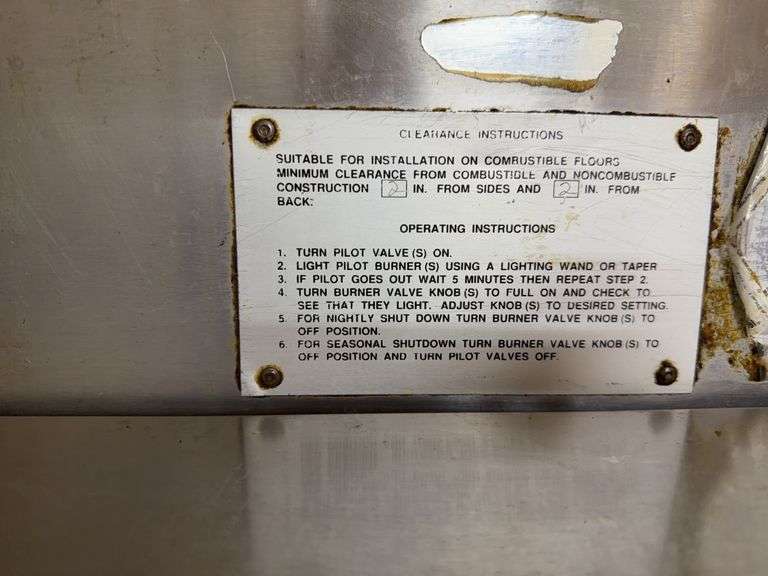 CLEARANCE INSTRUCTIONS
SUITABLE FOR INSTALLATION ON COMBUSTIBLE FLOORS
MINIMUM CLEARANCE FROM COMBUSTIBLE AND NONCOMBUSTIBLE
CONSTRUCTION 2 IN. FROM SIDES AND 2 IN. FROM
BACK:
OPERATING INSTRUCTIONS
1. TURN PILOT VALVE (S) ON.
2. LIGHT PILOT BURNER (S) USING A LIGHTING WAND OR TAPER
3. IF PILOT GOES OUT WAIT 5 MINUTES THEN REPEAT STEP 2.
4. TURN BURNER VALVE KNOB (S) TO FULL ON AND CHECK TO
SEE THAT THEY LIGHT. ADJUST KNOB (S) TO DESIRED SETTING.
5. FOR NIGHTLY SHUT DOWN TURN BURNER VALVE KNOB (S) TO
OFF POSITION.
6. FOR SEASONAL SHUTDOWN TURN BURNER VALVE KNOB (S) TO
OFF POSITION AND TURN PILOT VALVES OFF.